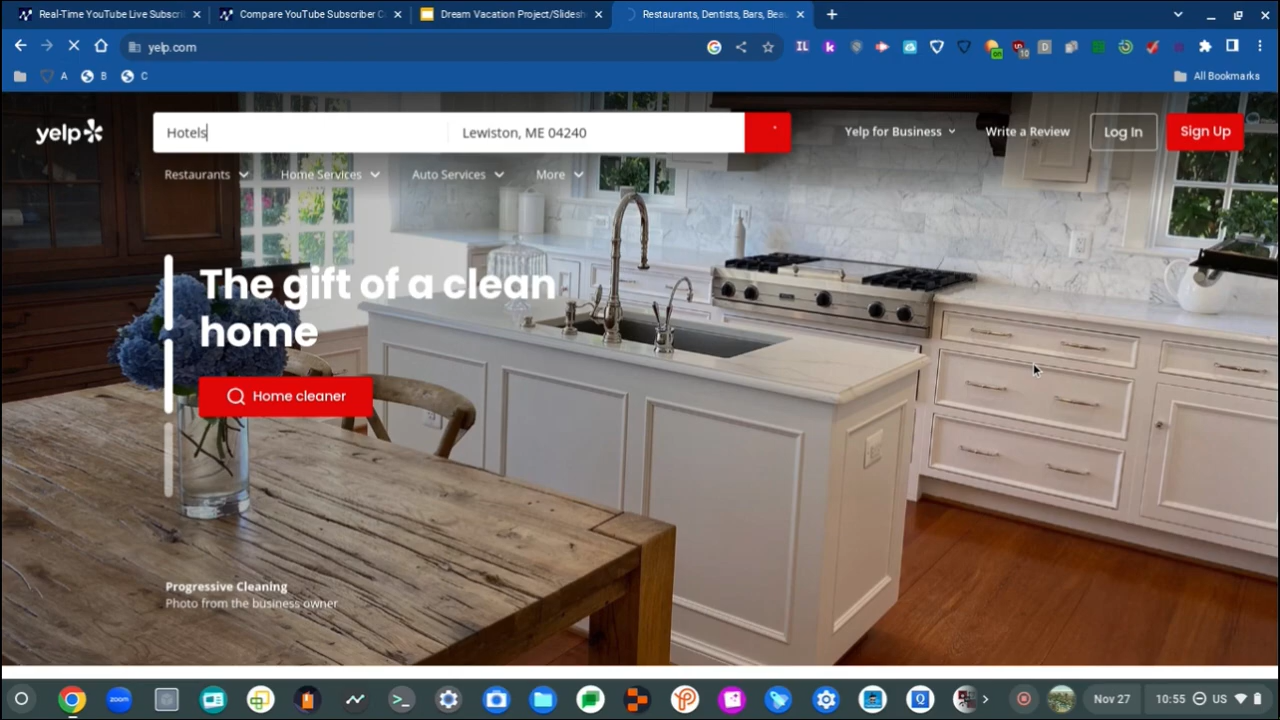 Real-Time YouTube Live Subscri
Compare YouTube Subscriber C
Dream Vacation Project/Slidesh
Restaurants, Dentists, Bars, Beau
yelp.com
A
B
C
All Bookmarks
yelp
Hotels
Lewiston, ME 04240
Yelp for Business
Write a Review
Log In
Sign Up
Restaurants
Home Services
Auto Services
More
The gift of a clean
home
Home cleaner
Progressive Cleaning
Photo from the business owner
zoom
Nov 27
10:55
US